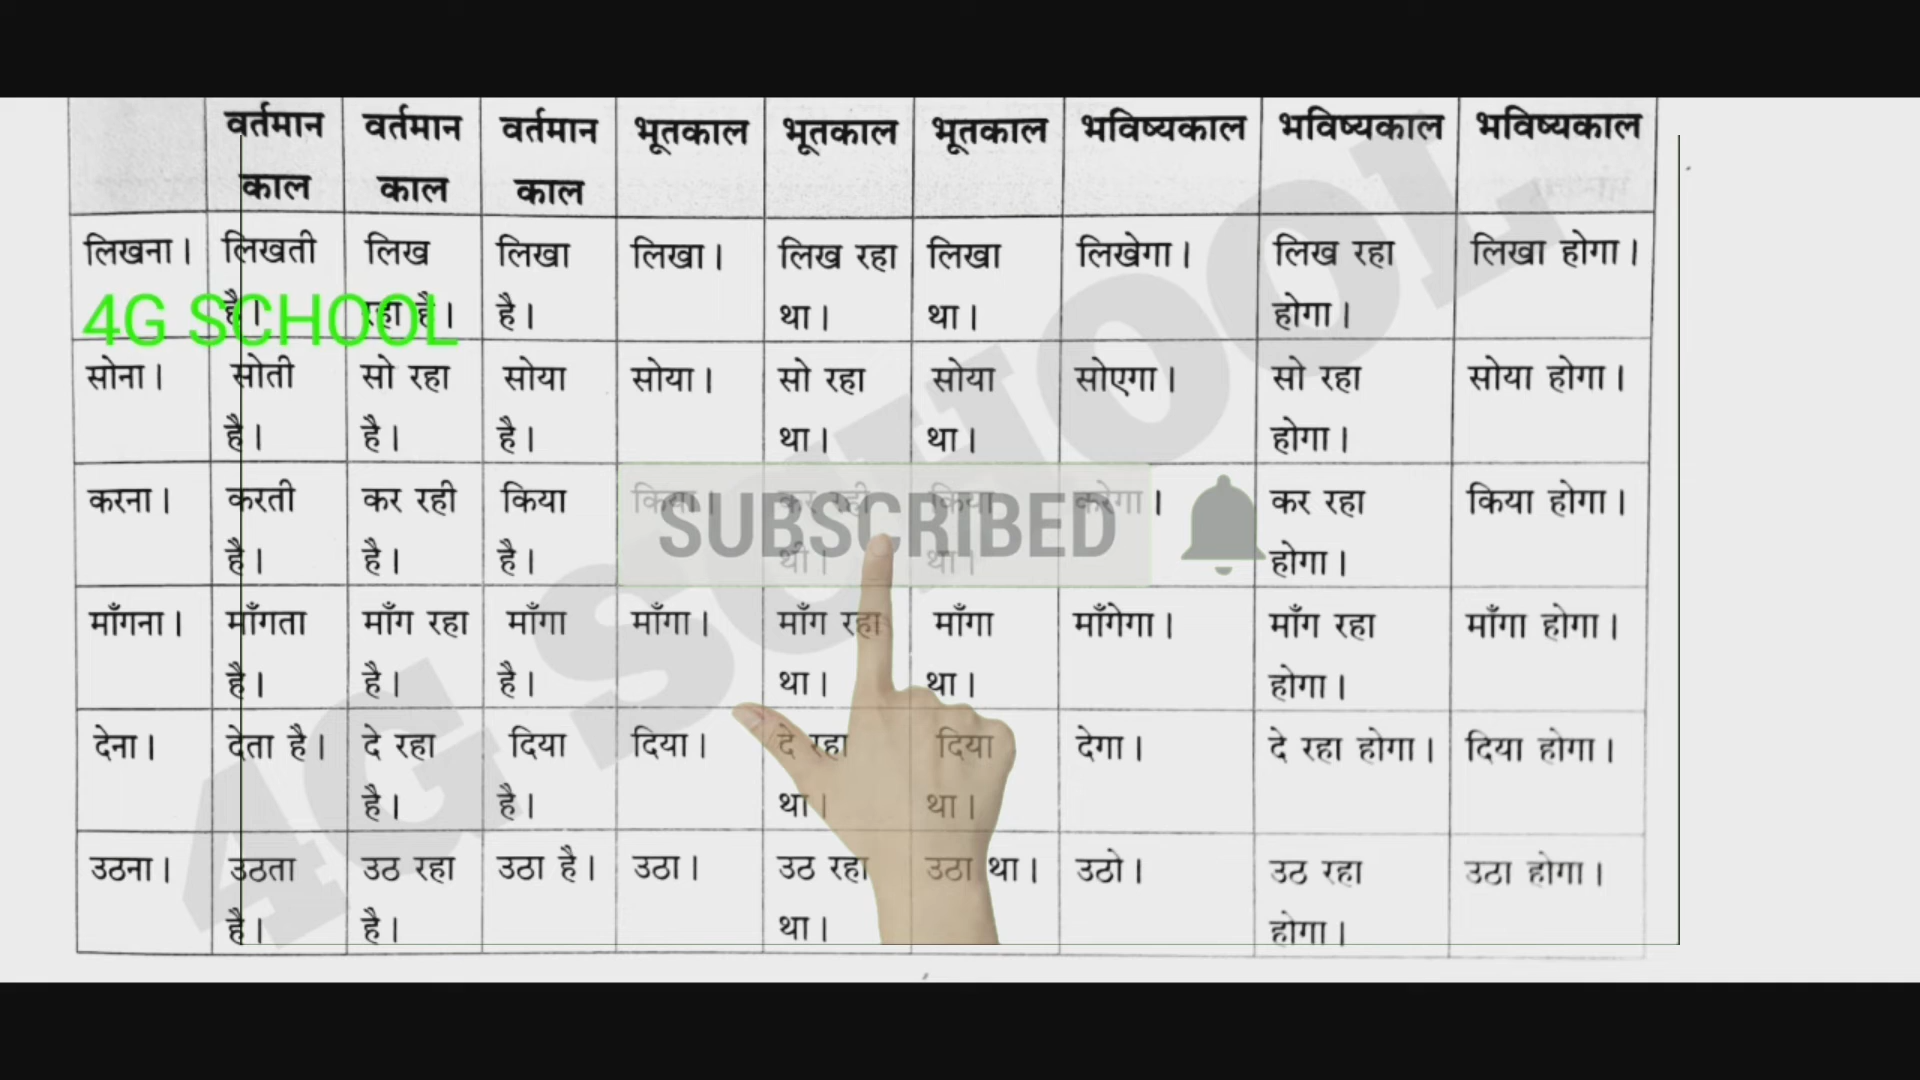 वर्तमान वर्तमान वर्तमान भूतकाल भूतकाल भूतकाल भविष्यकाल भविष्यकाल भविष्यकाल
काल काल काल
लिखना। लिखती लिख लिखा लिखा। लिख रहा लिखा लिखेगा। लिख रहा लिखा होगा।
है। रहा है। है। था। था। होगा।
4G SCHOOL
सोना। सोती सो रहा सोया सोया। सो रहा सोया सोएगा। सो रहा सोया होगा।
है। है। है। था। था। होगा।
करना। करती कर रही किया किया। कर रही किया करेगा। कर रहा किया होगा।
है। है। है। थी। था। होगा।
SUBSCRIBED
माँगना। माँगता माँग रहा माँगा माँगा। माँग रहा माँगा माँगेगा। माँग रहा माँगा होगा।
है। है। है। था। था। होगा।
देना। देता है। दे रहा दिया दिया। दे रहा दिया देगा। दे रहा होगा। दिया होगा।
है। है। था। था।
उठना। उठता उठ रहा उठा है। उठा। उठ रहा उठा था। उठो। उठ रहा उठा होगा।
है। है। था। होगा।
4G SCHOOL